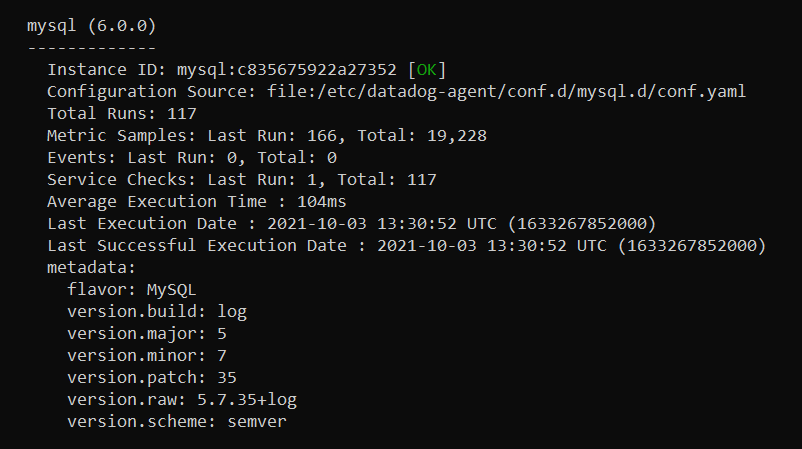 mysql (6.0.0)
-------------
Instance ID: mysql:c835675922a27352 [OK]
Configuration Source: file:/etc/datadog-agent/conf.d/mysql.d/conf.yaml
Total Runs: 117
Metric Samples: Last Run: 166, Total: 19,228
Events: Last Run: 0, Total: 0
Service Checks: Last Run: 1, Total: 117
Average Execution Time : 104ms
Last Execution Date : 2021-10-03 13:30:52 UTC (1633267852000)
Last Successful Execution Date : 2021-10-03 13:30:52 UTC (1633267852000)
metadata:
flavor: MySQL
version.build: log
version.major: 5
version.minor: 7
version.patch: 35
version.raw: 5.7.35+log
version.scheme: semver